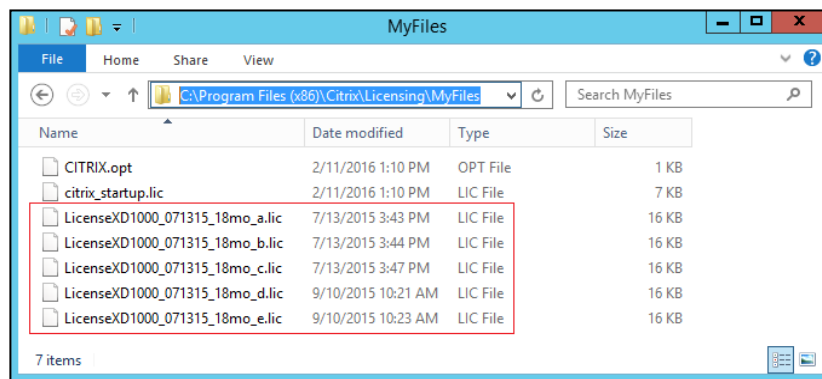 MyFiles
File Home Share View
C:\Program Files (x86)\Citrix\Licensing\MyFiles Search MyFiles
Name Date modified Type Size
CITRIX.opt 2/11/2016 1:10 PM OPT File 1 KB
citrix_startup.lic 2/11/2016 1:10 PM LIC File 7 KB
LicenseXD1000_071315_18mo_a.lic 7/13/2015 3:43 PM LIC File 16 KB
LicenseXD1000_071315_18mo_b.lic 7/13/2015 3:44 PM LIC File 16 KB
LicenseXD1000_071315_18mo_c.lic 7/13/2015 3:47 PM LIC File 16 KB
LicenseXD1000_071315_18mo_d.lic 9/10/2015 10:21 AM LIC File 16 KB
LicenseXD1000_071315_18mo_e.lic 9/10/2015 10:23 AM LIC File 16 KB
7 items